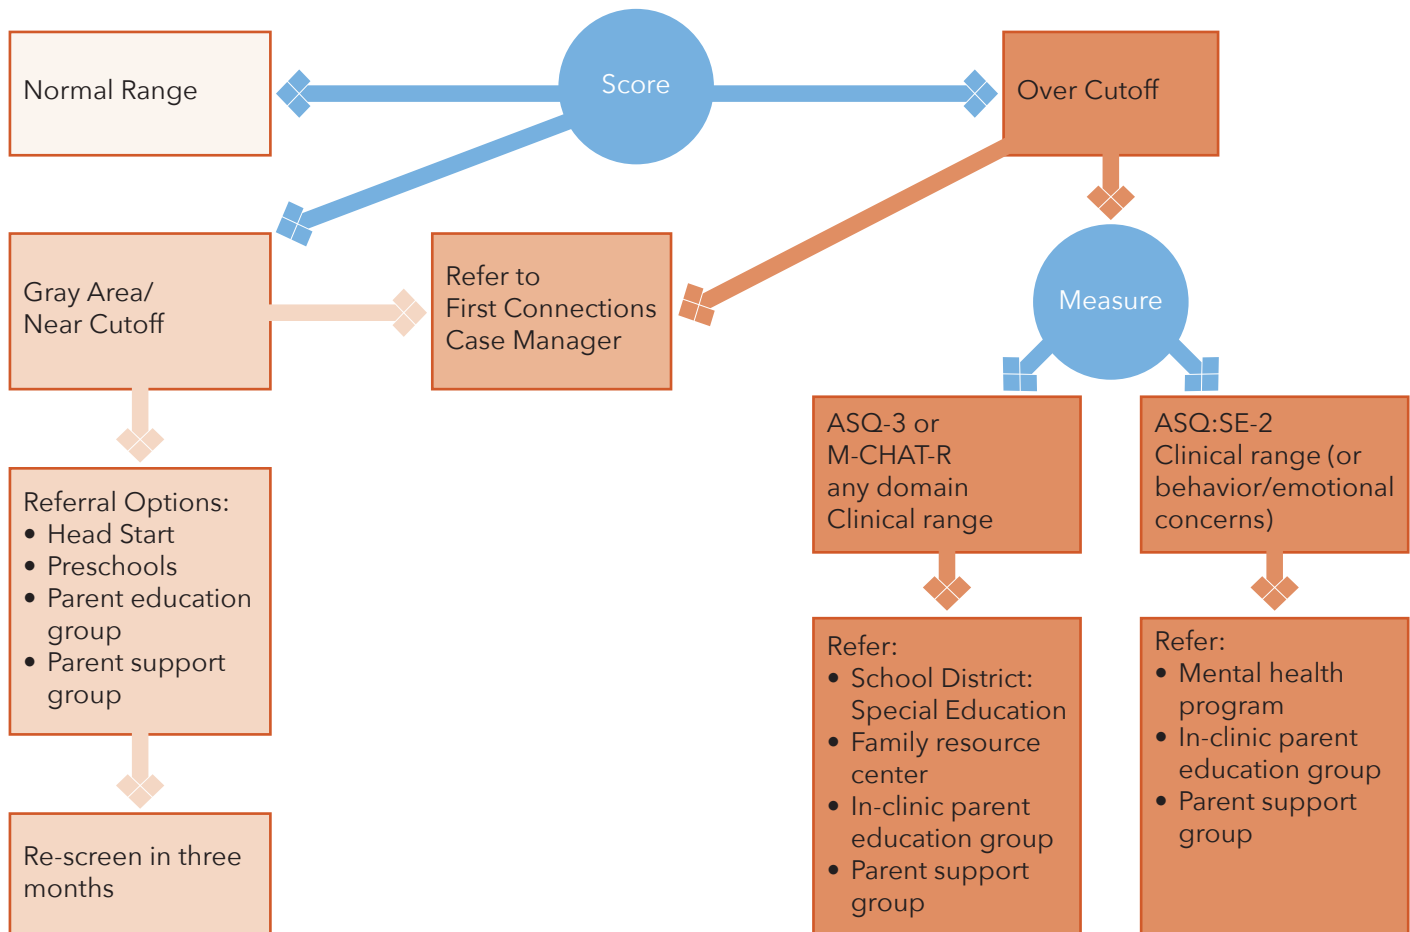 Normal Range
Score
Over Cutoff
Gray Area/
Near Cutoff
Refer to
First Connections
Case Manager
Measure
Referral Options:
• Head Start
• Preschools
• Parent education
group
• Parent support
group
Re-screen in three
months
ASQ-3 or
M-CHAT-R
any domain
Clinical range
ASQ:SE-2
Clinical range (or
behavior/emotional
concerns)
Refer:
• School District:
Special Education
• Family resource
center
• In-clinic parent
education group
• Parent support
group
Refer:
• Mental health
program
• In-clinic parent
education group
• Parent support
group